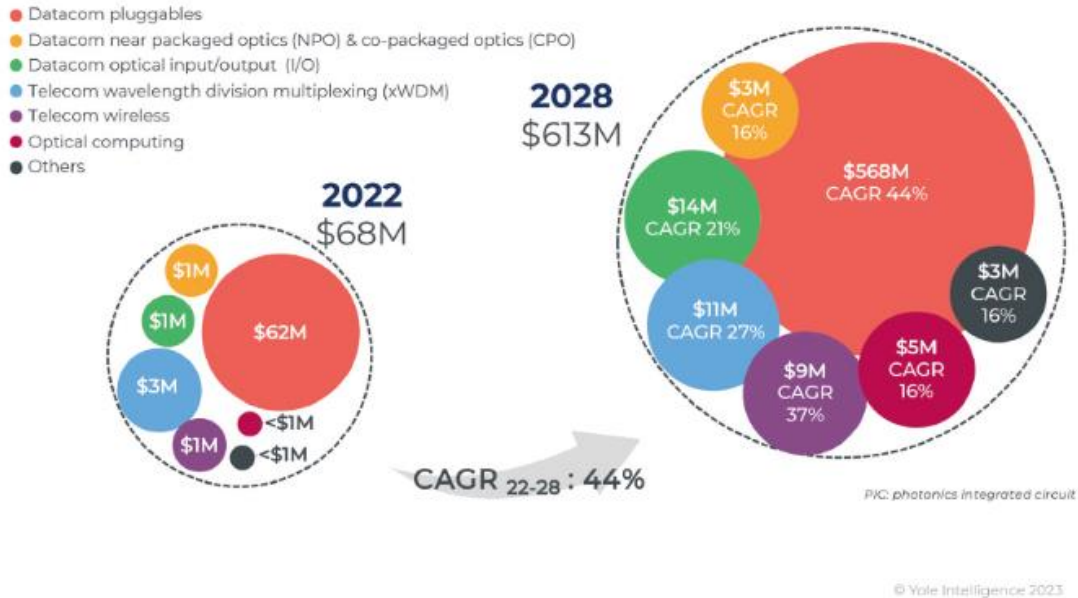 Datacom pluggables
Datacom near packaged optics (NPO) & co-packaged optics (CPO)
Datacom optical input/output (I/O)
Telecom wavelength division multiplexing (xWDM)
Telecom wireless
Optical computing
Others
2022
$68M
$1M
$1M
$62M
$3M
$1M
<$1M
<$1M
2028
$613M
$3M
CAGR
16%
$568M
CAGR 44%
$14M
CAGR 21%
$11M
CAGR 27%
$9M
CAGR
37%
$5M
CAGR
16%
$3M
CAGR
16%
CAGR 22-28 : 44%
PIC: photonics integrated circuit
© Yole Intelligence 2023